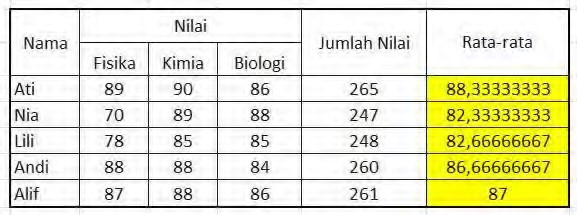 Nama Nilai Jumlah Nilai Rata-rata
Fisika Kimia Biologi
Ati 89 90 86 265 88,33333333
Nia 70 89 88 247 82,33333333
Lili 78 85 85 248 82,66666667
Andi 88 88 84 260 86,66666667
Alif 87 88 86 261 87